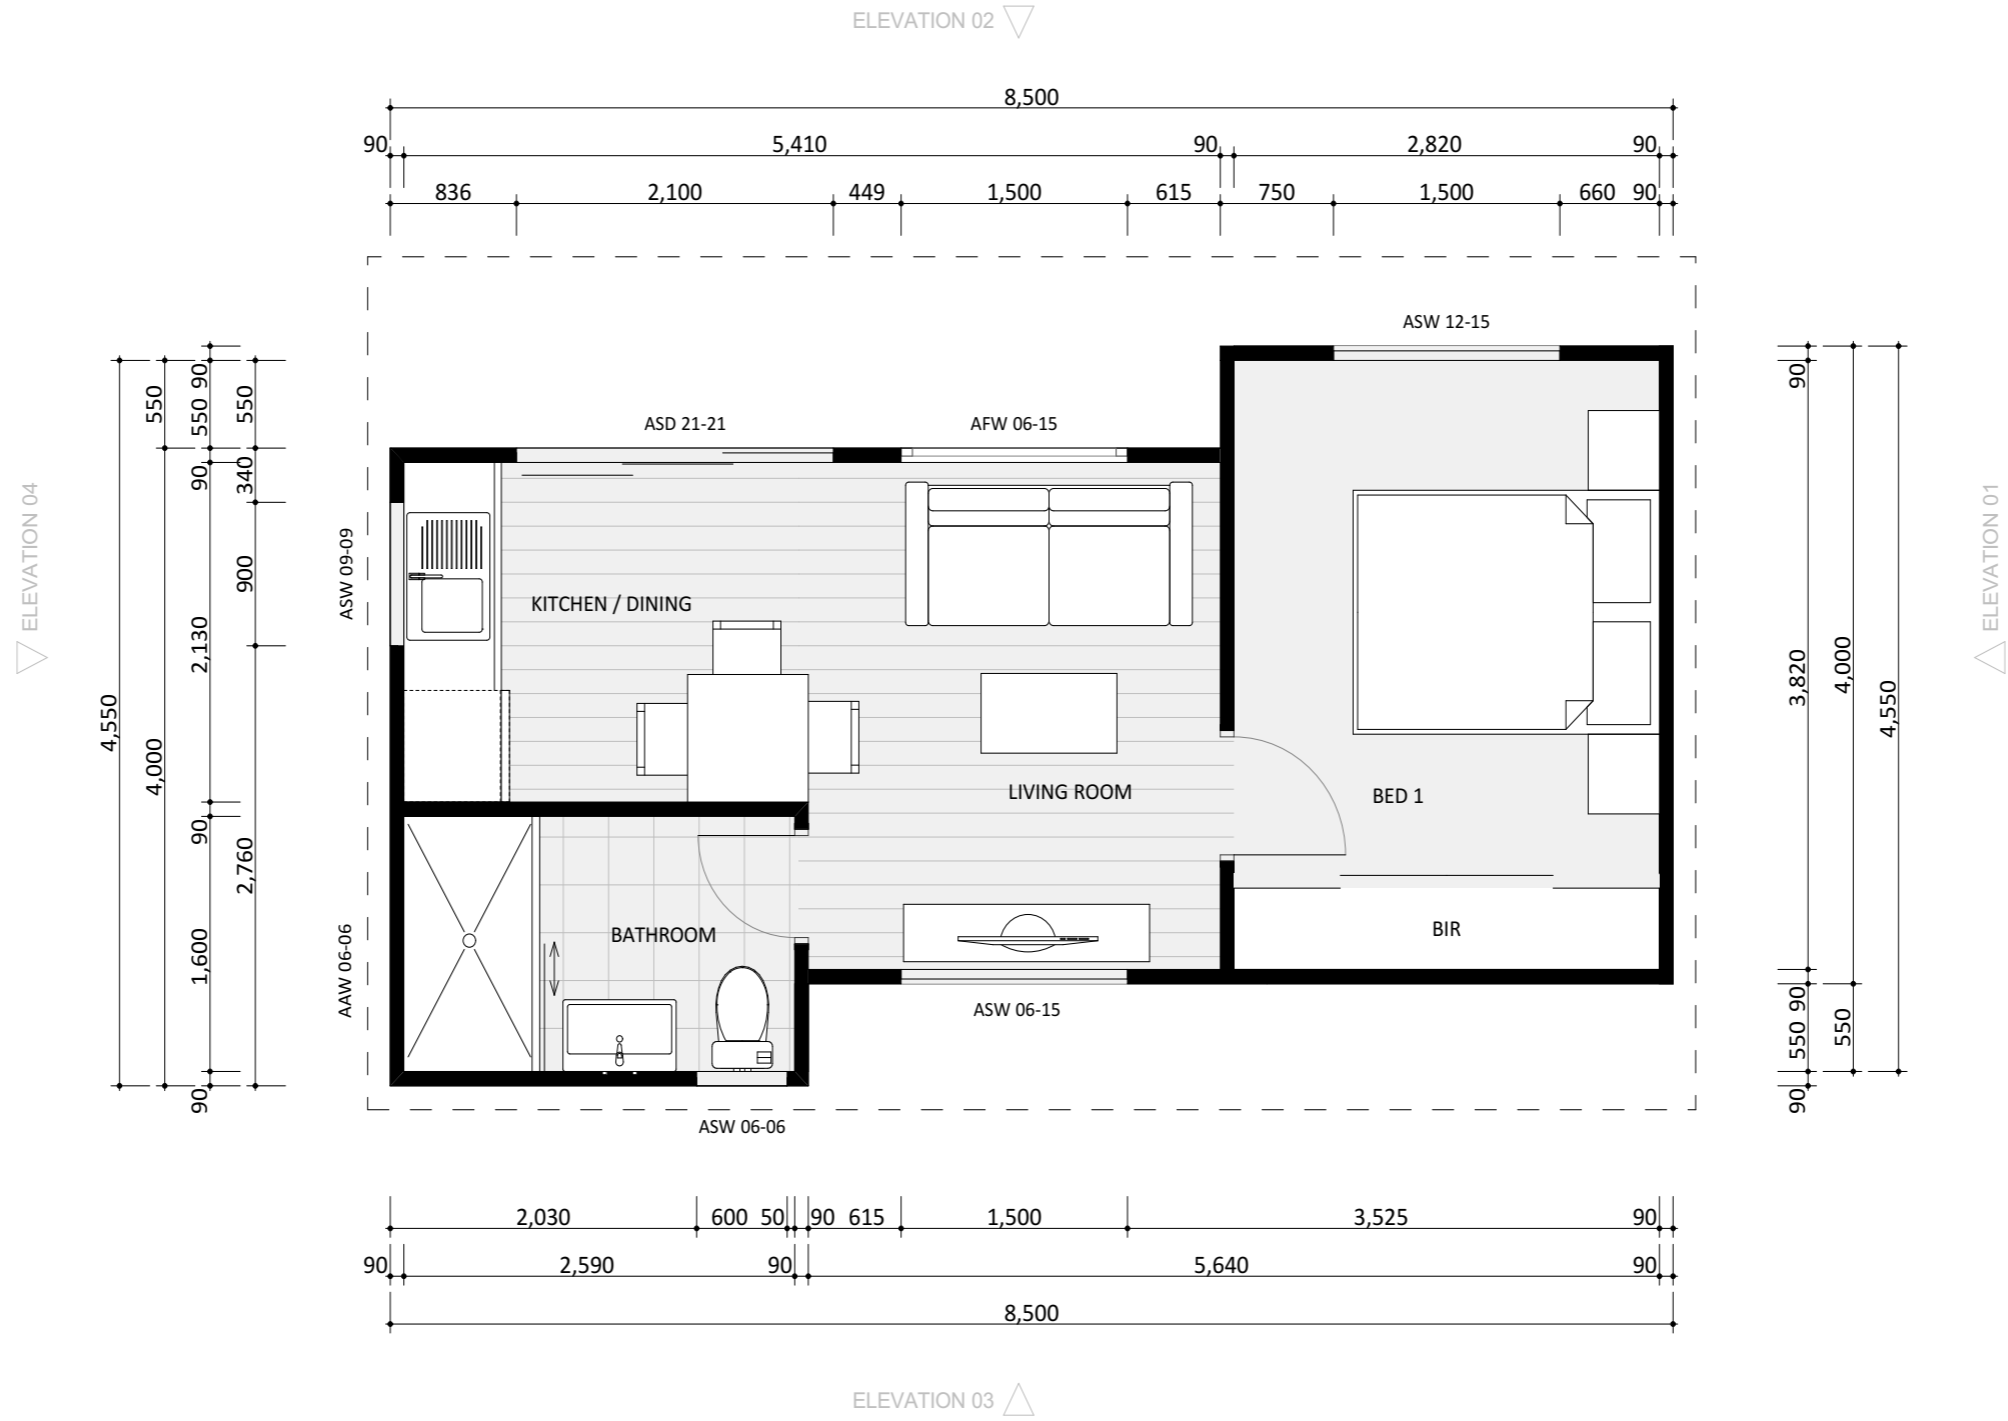 ELEVATION 02
8,500
90 5,410 90 2,820 90
836 2,100 449 1,500 615 750 1,500 660 90
ASW 12-15
ASD 21-21 AFW 06-15
4,550
550
4,000
90
550
90
2,130
90
1,600
90
550
340
900
2,760
ELEVATION 04
ASW 09-09
AAW 06-06
KITCHEN / DINING
LIVING ROOM
BED 1
BATHROOM
BIR
ASW 06-15
ASW 06-06
90
3,820
90
550
90
4,000
550
4,550
ELEVATION 01
2,030 600 50 90 615 1,500 3,525 90
90 2,590 90 5,640 90
8,500
ELEVATION 03